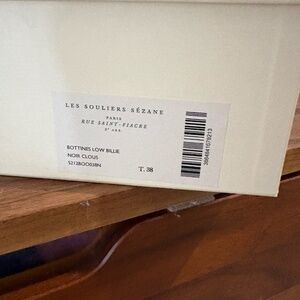 LES SOULIERS SÉZANE
PARIS
RUE SAINT-FIACRE
2e ARR.
BOTTINES LOW BILLIE
NOIR CLOUS
T. 38